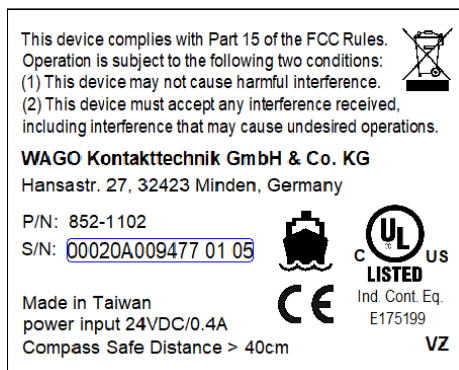 This device complies with Part 15 of the FCC Rules.
Operation is subject to the following two conditions:
(1) This device may not cause harmful interference.
(2) This device must accept any interference received,
including interference that may cause undesired operations.
WAGO Kontakttechnik GmbH & Co. KG
Hansastr. 27, 32423 Minden, Germany
P/N: 852-1102
S/N: 00020A009477 01 05
Made in Taiwan
power input 24VDC/0.4A
Compass Safe Distance > 40cm
CE
UL
®
C US
LISTED
Ind. Cont. Eq.
E175199
VZ